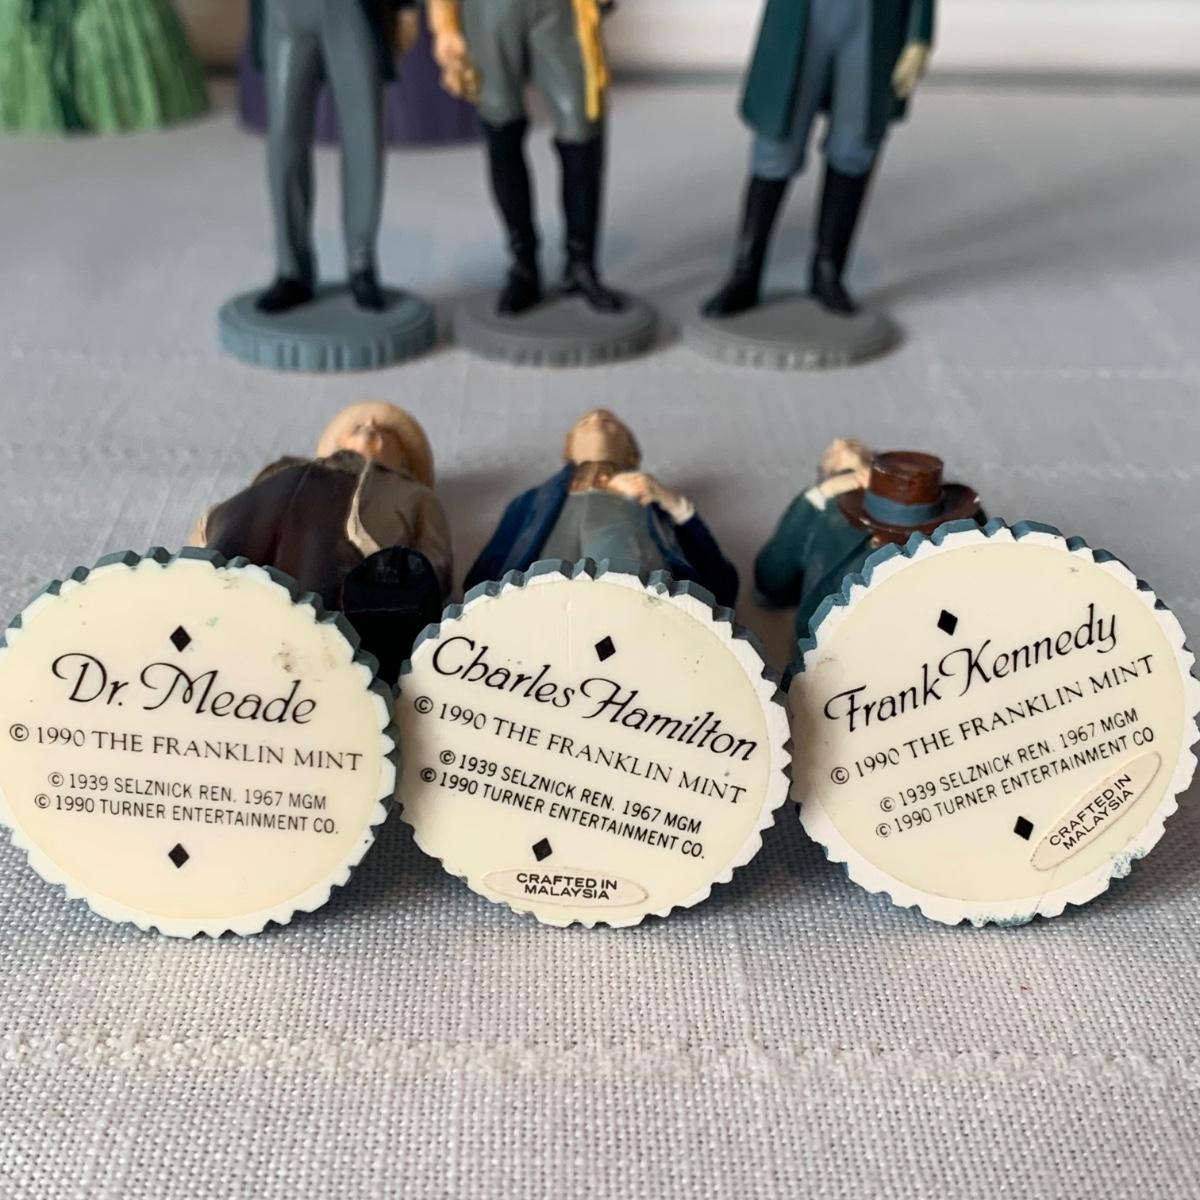 Dr. Meade
© 1990 THE FRANKLIN MINT
© 1939 SELZNICK REN. 1967 MGM
© 1990 TURNER ENTERTAINMENT CO.
Charles Hamilton
© 1990 THE FRANKLIN MINT
© 1939 SELZNICK REN. 1967 MGM
© 1990 TURNER ENTERTAINMENT CO.
CRAFTED IN
MALAYSIA
Frank Kennedy
© 1990 THE FRANKLIN MINT
© 1939 SELZNICK REN. 1967 MGM
© 1990 TURNER ENTERTAINMENT CO
CRAFTED IN
MALAYSIA